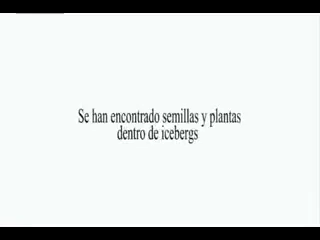 Se han encontrado semillas y plantas
dentro de icebergs